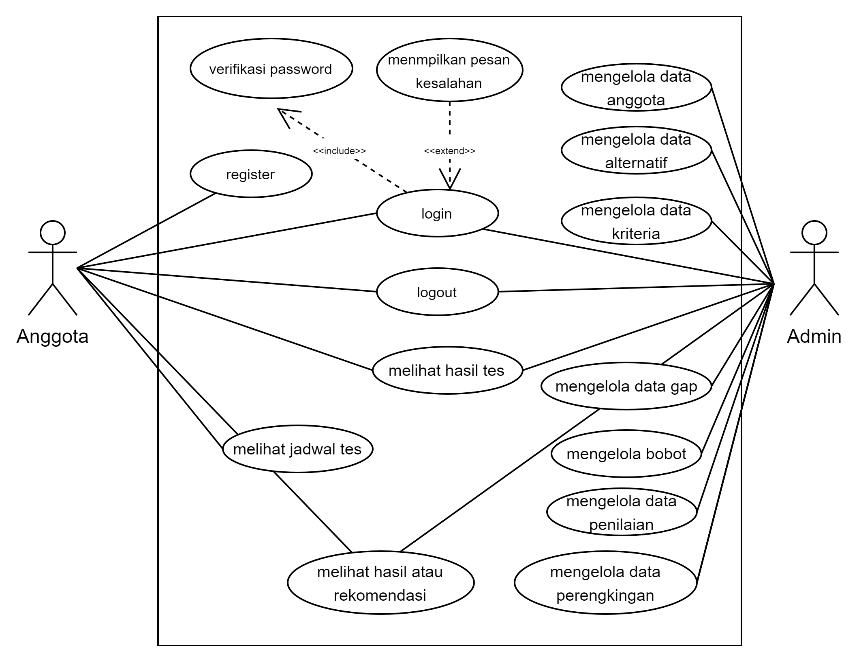 verifikasi password
menmpilkan pesan
kesalahan
mengelola data
anggota
<<include>>
<<extend>>
mengelola data
alternatif
register
login
mengelola data
kriteria
logout
Anggota
Admin
melihat hasil tes
mengelola data gap
melihat jadwal tes
mengelola bobot
mengelola data
penilaian
melihat hasil atau
rekomendasi
mengelola data
perengkingan